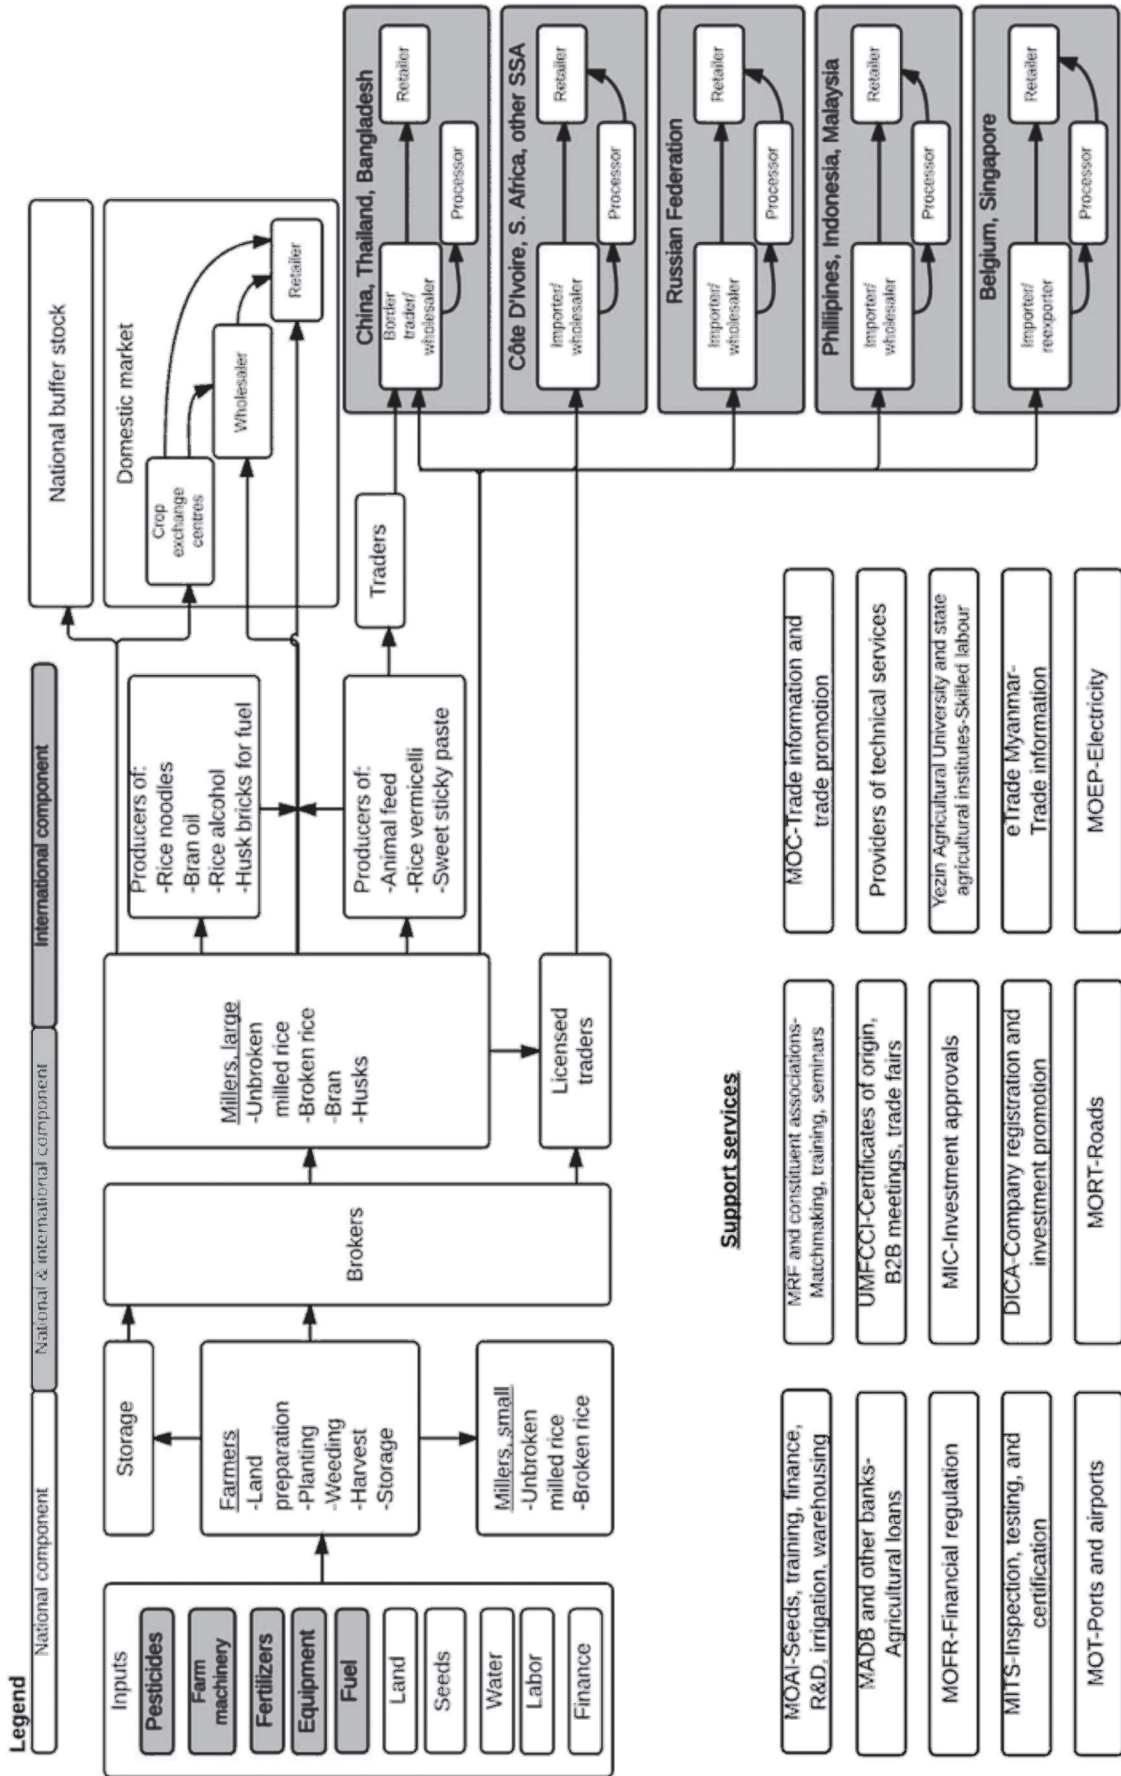 Legend
National component
National & international component
International component
Inputs
Pesticides
Farm
machinery
Fertilizers
Equipment
Fuel
Land
Seeds
Water
Labor
Finance
Storage
Farmers
-Land
preparation
-Planting
-Weeding
-Harvest
-Storage
Millers, small
-Unbroken
milled rice
-Broken rice
Brokers
Millers, large
-Unbroken
milled rice
-Broken rice
-Bran
-Husks
Licensed
traders
Producers of:
-Rice noodles
-Bran oil
-Rice alcohol
-Husk bricks for fuel
Producers of:
-Animal feed
-Rice vermicelli
-Sweet sticky paste
Traders
National buffer stock
Domestic market
Crop
exchange
centres
Wholesaler
Retailer
China, Thailand, Bangladesh
Border
trader/
wholesaler
Processor
Retailer
Côte D'Ivoire, S. Africa, other SSA
Importer/
wholesaler
Processor
Retailer
Russian Federation
Importer/
wholesaler
Processor
Retailer
Phillipines, Indonesia, Malaysia
Importer/
wholesaler
Processor
Retailer
Belgium, Singapore
Importer/
reexporter
Processor
Retailer
Support services
MOAI-Seeds, training, finance,
R&D, irrigation, warehousing
MRF and constituent associations-
Matchmaking, training, seminars
MOC-Trade information and
trade promotion
MADB and other banks-
Agricultural loans
UMFCCI-Certificates of origin,
B2B meetings, trade fairs
Providers of technical services
MOFR-Financial regulation
MIC-Investment approvals
Yezin Agricultural University and state
agricultural institutes-Skilled labour
MITS-Inspection, testing, and
certification
DICA-Company registration and
investment promotion
eTrade Myanmar-
Trade information
MOT-Ports and airports
MORT-Roads
MOEP-Electricity